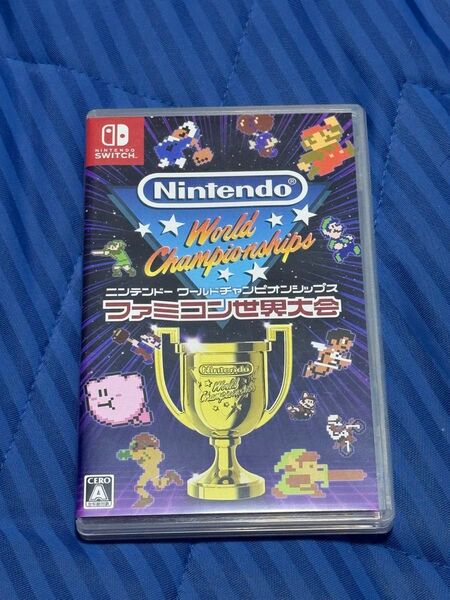 NINTENDO
SWITCH
Nintendo
World
Championships
ニンテンドー ワールドチャンピオンシップス
ファミコン世界大会
Nintendo
World
Championships
CERO
A